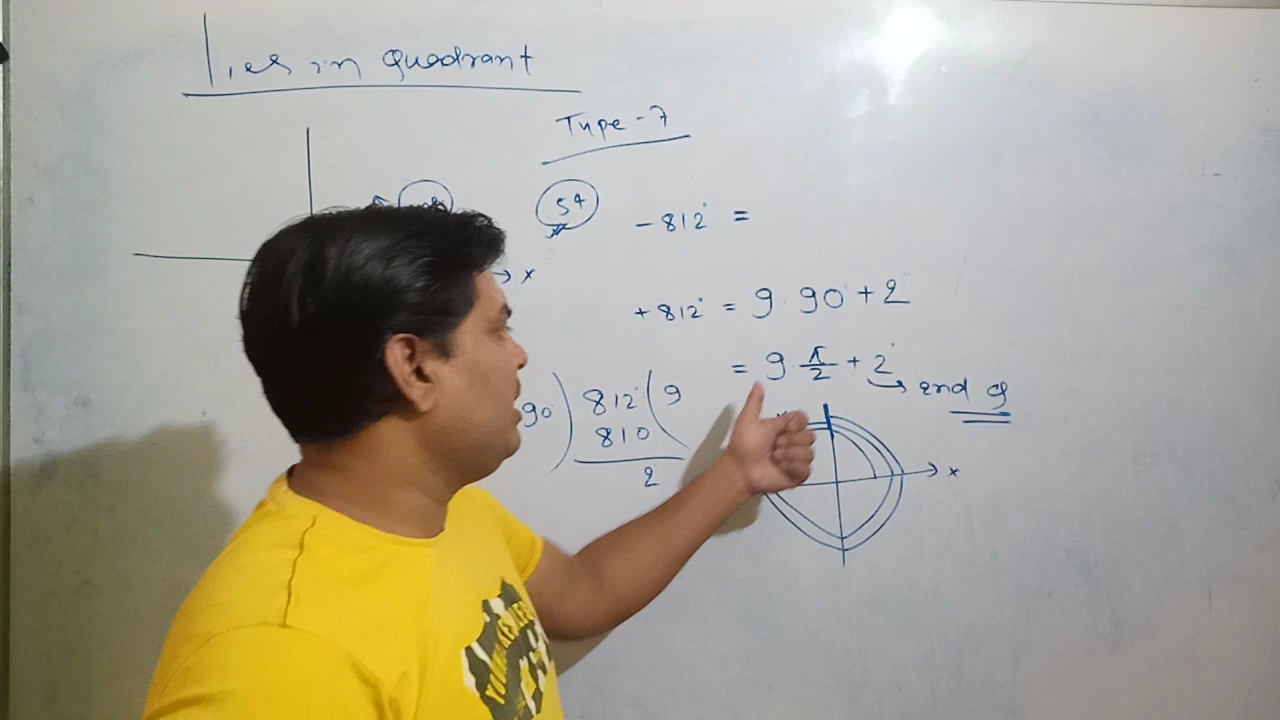 Lies in Quadrant
Type-7
54
-812° =
→ x
+812° = 9 90° + 2
= 9 π/2 + 2° → 2nd Q
90°) 812° (9
810
2
→ x